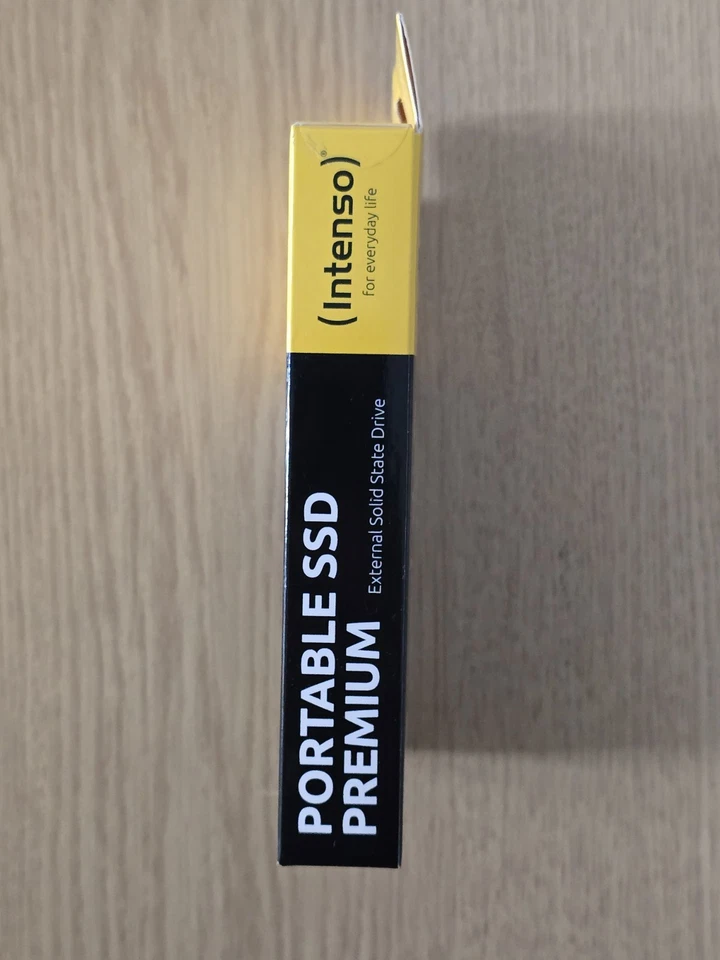 (Intenso)®
for everyday life
PORTABLE SSD
PREMIUM External Solid State Drive